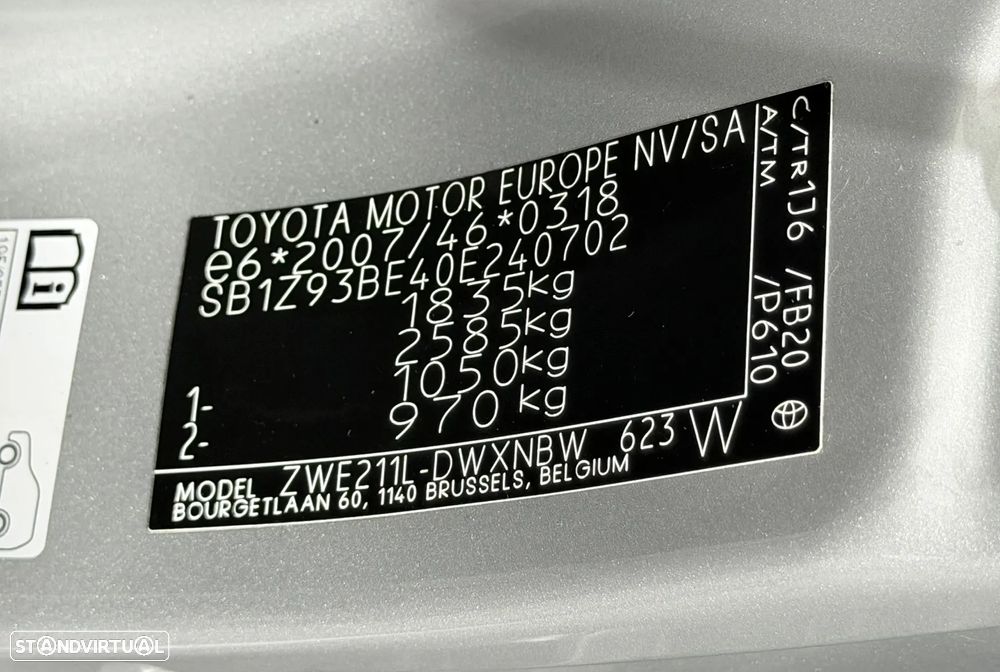 TOYOTA MOTOR EUROPE NV/SA
e6*2007/46*0318
SB1Z93BE40E240702
1835kg
2585kg
1- 1050kg
2- 970 kg
MODEL ZWE211L-DWXNBW 623 W
BOURGETLAAN 60, 1140 BRUSSELS, BELGIUM
C/TR 1J6 /FB20
A/TM /P610
i
STANDVIRTUAL